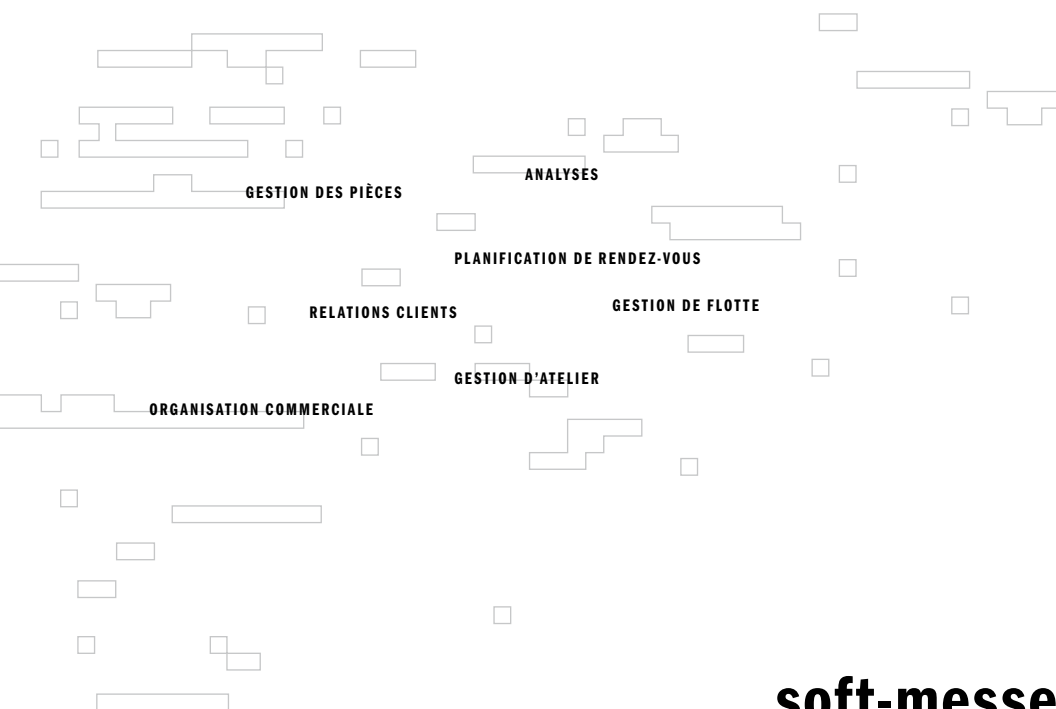 ANALYSES
GESTION DES PIÈCES
PLANIFICATION DE RENDEZ-VOUS
GESTION DE FLOTTE
RELATIONS CLIENTS
GESTION D’ATELIER
ORGANISATION COMMERCIALE
soft-messe